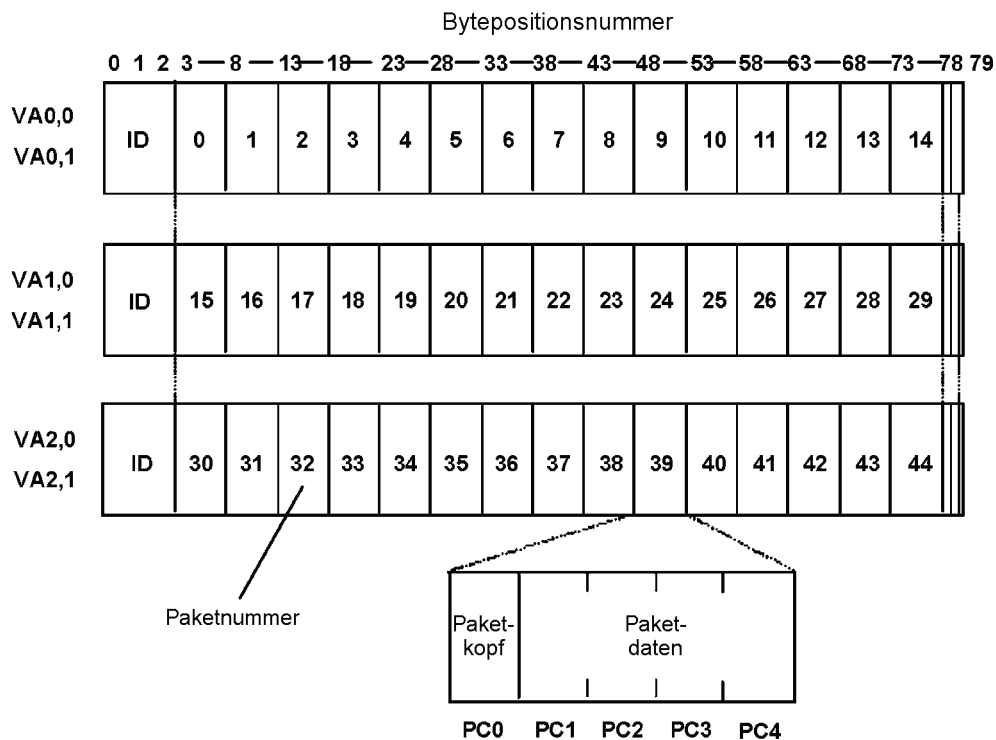 Bytepositionsnummer
0 1 2 3 — 8 — 13 — 18 — 23 — 28 — 33 — 38 — 43 — 48 — 53 — 58 — 63 — 68 — 73 — 78 79
VA0,0
VA0,1
ID 0 1 2 3 4 5 6 7 8 9 10 11 12 13 14
VA1,0
VA1,1
ID 15 16 17 18 19 20 21 22 23 24 25 26 27 28 29
VA2,0
VA2,1
ID 30 31 32 33 34 35 36 37 38 39 40 41 42 43 44
Paketnummer
Paket-
kopf
Paket-
daten
PC0 PC1 PC2 PC3 PC4